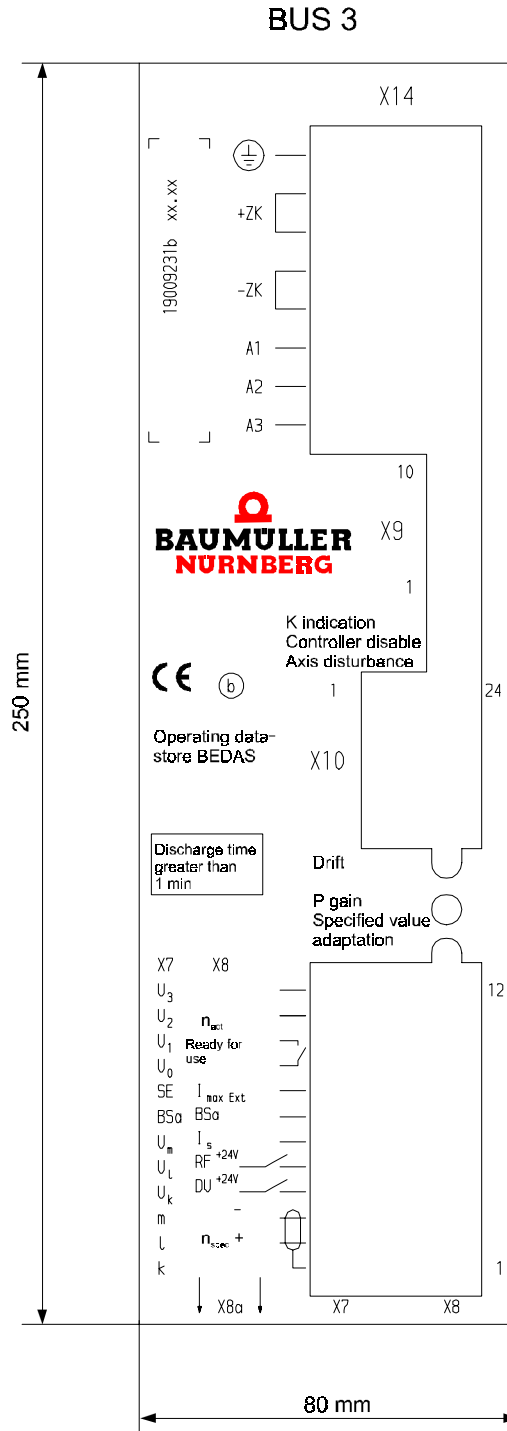 BUS 3
X14
19009231b xx.xx
+ZK
-ZK
A1
A2
A3
10
X9
1
BAUMÜLLER
NÜRNBERG
K indication
Controller disable
Axis disturbance
CE
b
1
24
250 mm
Operating data-
store BEDAS
X10
Discharge time
greater than
1 min
Drift
P gain
Specified value
adaptation
X7 X8
12
U3
U2 nact
U1 Ready for
U0 use
SE Imax Ext
BSa BSa
Um Is
Ul RF +24V
Uk DU +24V
m -
l nspec +
k
1
X8a X7 X8
80 mm